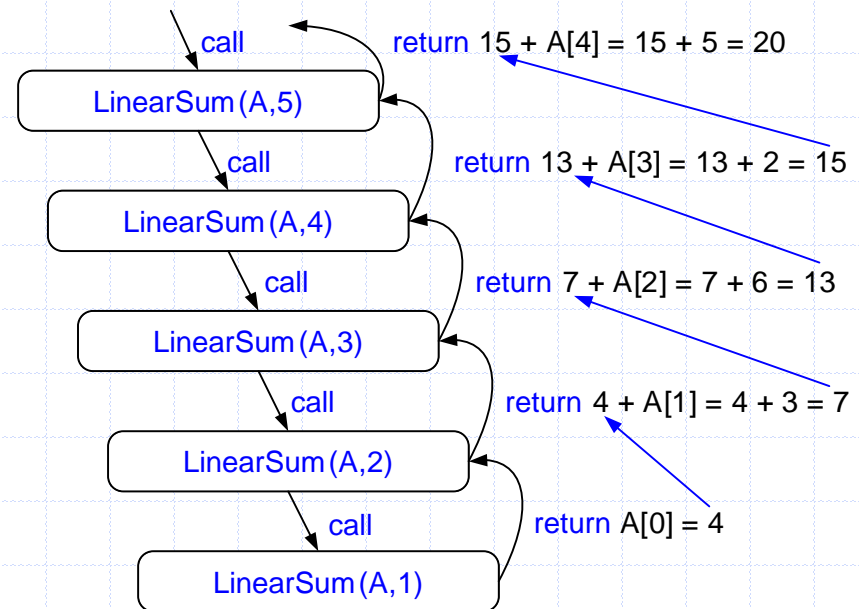 call
return 15 + A[4] = 15 + 5 = 20
LinearSum(A,5)
call
return 13 + A[3] = 13 + 2 = 15
LinearSum(A,4)
call
return 7 + A[2] = 7 + 6 = 13
LinearSum(A,3)
call
return 4 + A[1] = 4 + 3 = 7
LinearSum(A,2)
call
return A[0] = 4
LinearSum(A,1)